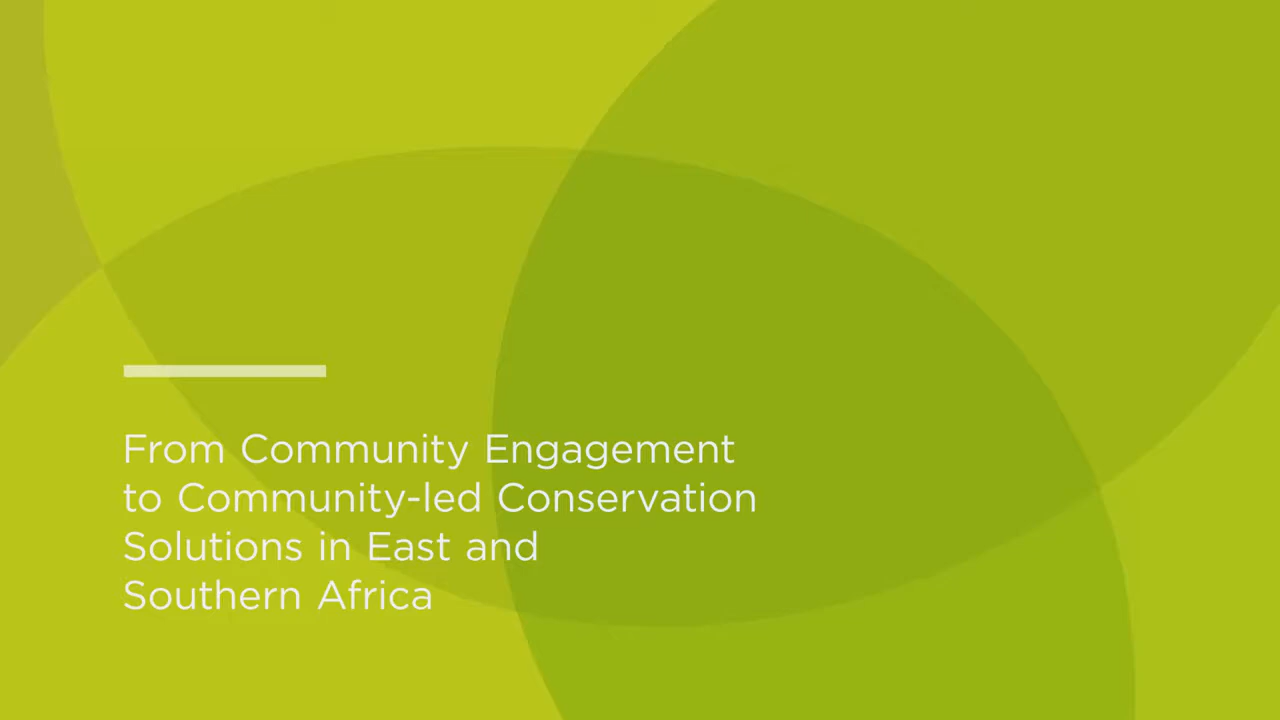 From Community Engagement
to Community-led Conservation
Solutions in East and
Southern Africa